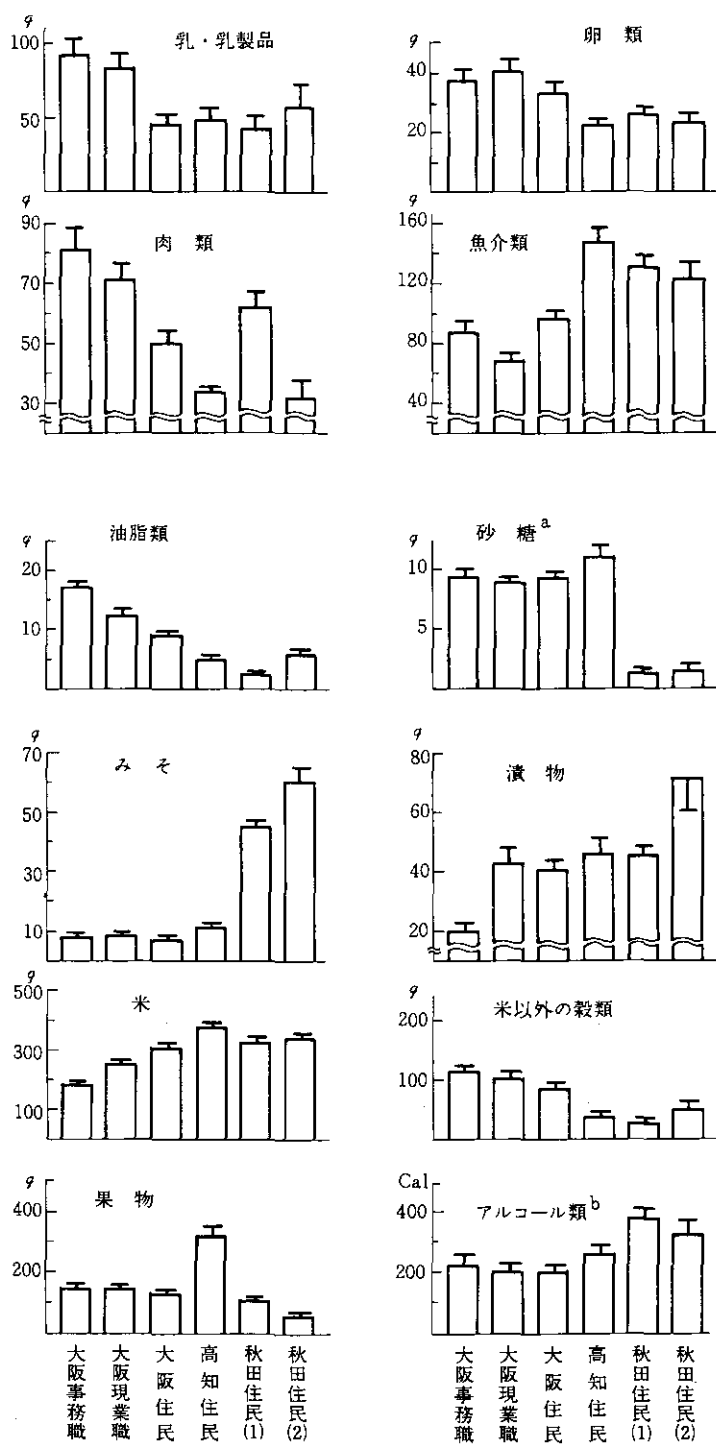 g
乳・乳製品
100
50
g
卵 類
40
20
g
肉 類
90
70
50
30
g
魚介類
160
120
80
40
g
油脂類
20
10
g
砂 糖a
10
5
g
み そ
70
50
30
10
g
漬 物
80
60
40
20
g
米
500
300
100
g
米以外の穀類
200
100
g
果 物
400
200
Cal
アルコール類b
400
200
大阪事務職
大阪現業職
大阪住民
高知住民
秋田住民(1)
秋田住民(2)
大阪事務職
大阪現業職
大阪住民
高知住民
秋田住民(1)
秋田住民(2)